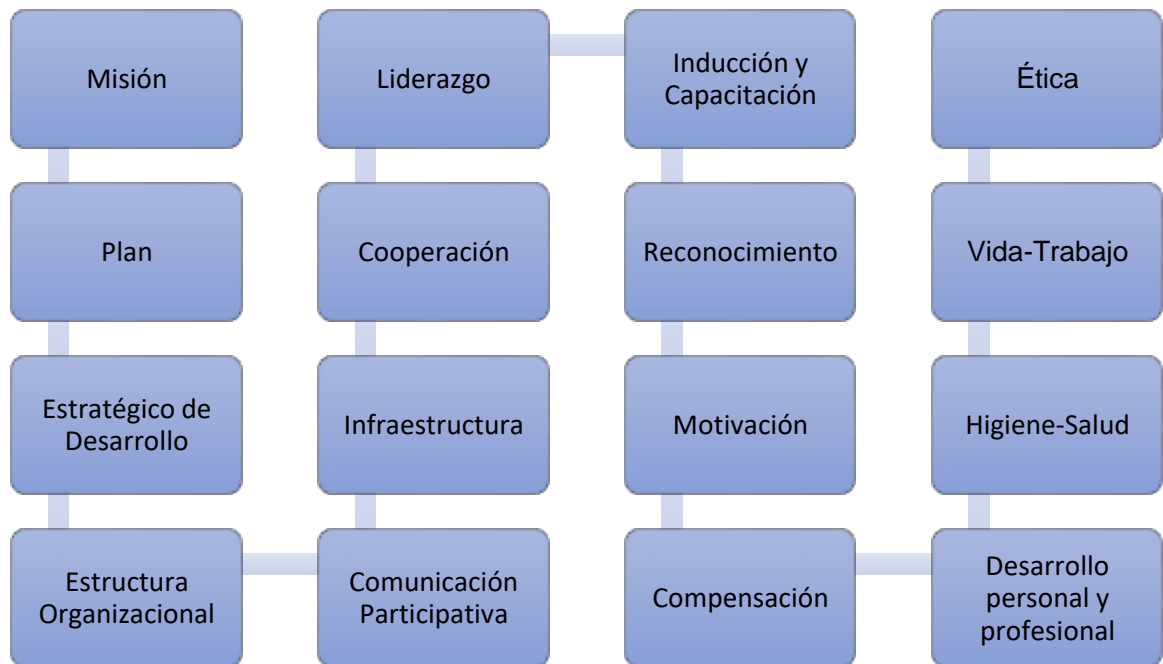 Misión
Plan
Estratégico de
Desarrollo
Estructura
Organizacional
Comunicación
Participativa
Infraestructura
Cooperación
Liderazgo
Inducción y
Capacitación
Reconocimiento
Motivación
Compensación
Desarrollo
personal y
profesional
Higiene-Salud
Vida-Trabajo
Ética